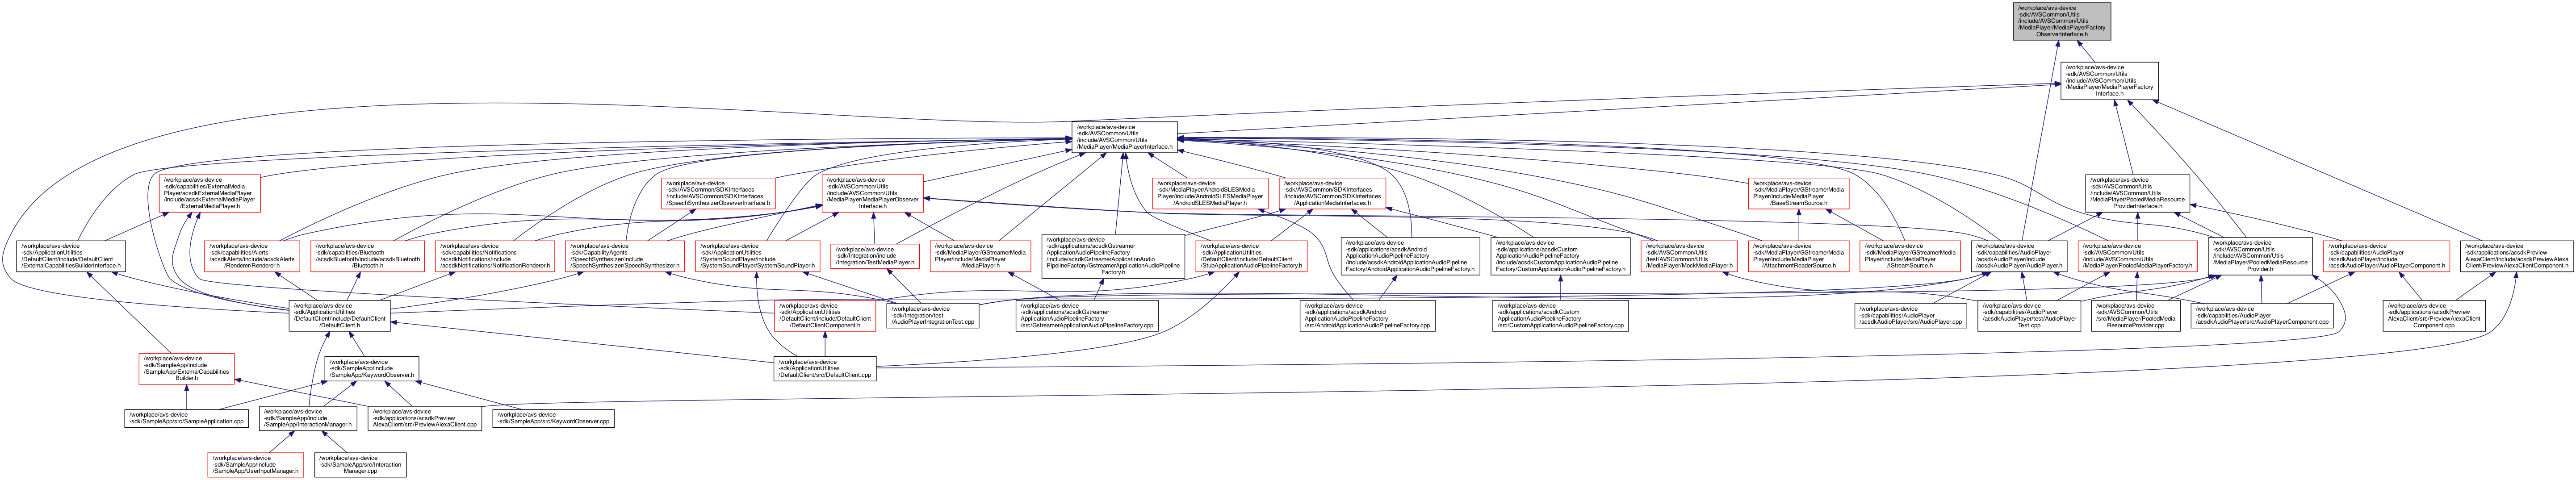 /workplace/avs-device
-sdk/AVSCommon/Utils
/include/AVSCommon/Utils
/MediaPlayer/MediaPlayerFactory
ObserverInterface.h
/workplace/avs-device
-sdk/AVSCommon/Utils
/include/AVSCommon/Utils
/MediaPlayer/MediaPlayerFactory
Interface.h
/workplace/avs-device
-sdk/AVSCommon/Utils
/include/AVSCommon/Utils
/MediaPlayer/MediaPlayerInterface.h
/workplace/avs-device
-sdk/capabilities/ExternalMedia
Player/acsdkExternalMediaPlayer
/include/acsdkExternalMediaPlayer
/ExternalMediaPlayer.h
/workplace/avs-device
-sdk/AVSCommon/SDKInterfaces
/include/AVSCommon/SDKInterfaces
/SpeechSynthesizerObserverInterface.h
/workplace/avs-device
-sdk/AVSCommon/Utils
/include/AVSCommon/Utils
/MediaPlayer/MediaPlayerObserver
Interface.h
/workplace/avs-device
-sdk/MediaPlayer/AndroidSLESMedia
Player/include/AndroidSLESMediaPlayer
/AndroidSLESMediaPlayer.h
/workplace/avs-device
-sdk/AVSCommon/SDKInterfaces
/include/AVSCommon/SDKInterfaces
/ApplicationMediaInterfaces.h
/workplace/avs-device
-sdk/MediaPlayer/GStreamerMedia
Player/include/MediaPlayer
/BaseStreamSource.h
/workplace/avs-device
-sdk/AVSCommon/Utils
/include/AVSCommon/Utils
/MediaPlayer/PooledMediaResource
ProviderInterface.h
/workplace/avs-device
-sdk/ApplicationUtilities
/DefaultClient/include/DefaultClient
/ExternalCapabilitiesBuilderInterface.h
/workplace/avs-device
-sdk/capabilities/Alerts
/acsdkAlerts/include/acsdkAlerts
/Renderer/Renderer.h
/workplace/avs-device
-sdk/capabilities/Bluetooth
/acsdkBluetooth/include/acsdkBluetooth
/Bluetooth.h
/workplace/avs-device
-sdk/capabilities/Notifications
/acsdkNotifications/include
/acsdkNotifications/NotificationRenderer.h
/workplace/avs-device
-sdk/CapabilityAgents
/SpeechSynthesizer/include
/SpeechSynthesizer/SpeechSynthesizer.h
/workplace/avs-device
-sdk/ApplicationUtilities
/SystemSoundPlayer/include
/SystemSoundPlayer/SystemSoundPlayer.h
/workplace/avs-device
-sdk/Integration/include
/Integration/TestMediaPlayer.h
/workplace/avs-device
-sdk/MediaPlayer/GStreamerMedia
Player/include/MediaPlayer
/MediaPlayer.h
/workplace/avs-device
-sdk/applications/acsdkGstreamer
ApplicationAudioPipelineFactory
/include/acsdkGstreamerApplicationAudio
PipelineFactory/GstreamerApplicationAudioPipeline
Factory.h
/workplace/avs-device
-sdk/ApplicationUtilities
/DefaultClient/include/DefaultClient
/StubApplicationAudioPipelineFactory.h
/workplace/avs-device
-sdk/applications/acsdkAndroid
ApplicationAudioPipelineFactory
/include/acsdkAndroidApplicationAudioPipeline
Factory/AndroidApplicationAudioPipelineFactory.h
/workplace/avs-device
-sdk/applications/acsdkCustom
ApplicationAudioPipelineFactory
/include/acsdkCustomApplicationAudioPipeline
Factory/CustomApplicationAudioPipelineFactory.h
/workplace/avs-device
-sdk/AVSCommon/Utils
/test/AVSCommon/Utils
/MediaPlayer/MockMediaPlayer.h
/workplace/avs-device
-sdk/MediaPlayer/GStreamerMedia
Player/include/MediaPlayer
/AttachmentReaderSource.h
/workplace/avs-device
-sdk/MediaPlayer/GStreamerMedia
Player/include/MediaPlayer
/IStreamSource.h
/workplace/avs-device
-sdk/capabilities/AudioPlayer
/acsdkAudioPlayer/include
/acsdkAudioPlayer/AudioPlayer.h
/workplace/avs-device
-sdk/AVSCommon/Utils
/include/AVSCommon/Utils
/MediaPlayer/PooledMediaPlayerFactory.h
/workplace/avs-device
-sdk/AVSCommon/Utils
/include/AVSCommon/Utils
/MediaPlayer/PooledMediaResource
Provider.h
/workplace/avs-device
-sdk/capabilities/AudioPlayer
/acsdkAudioPlayer/include
/acsdkAudioPlayer/AudioPlayerComponent.h
/workplace/avs-device
-sdk/applications/acsdkPreview
AlexaClient/include/acsdkPreviewAlexa
Client/PreviewAlexaClientComponent.h
/workplace/avs-device
-sdk/ApplicationUtilities
/DefaultClient/include/DefaultClient
/DefaultClient.h
/workplace/avs-device
-sdk/ApplicationUtilities
/DefaultClient/include/DefaultClient
/DefaultClientComponent.h
/workplace/avs-device
-sdk/Integration/test
/AudioPlayerIntegrationTest.cpp
/workplace/avs-device
-sdk/applications/acsdkGstreamer
ApplicationAudioPipelineFactory
/src/GstreamerApplicationAudioPipelineFactory.cpp
/workplace/avs-device
-sdk/applications/acsdkAndroid
ApplicationAudioPipelineFactory
/src/AndroidApplicationAudioPipelineFactory.cpp
/workplace/avs-device
-sdk/applications/acsdkCustom
ApplicationAudioPipelineFactory
/src/CustomApplicationAudioPipelineFactory.cpp
/workplace/avs-device
-sdk/capabilities/AudioPlayer
/acsdkAudioPlayer/src/AudioPlayer.cpp
/workplace/avs-device
-sdk/capabilities/AudioPlayer
/acsdkAudioPlayer/test/AudioPlayer
Test.cpp
/workplace/avs-device
-sdk/AVSCommon/Utils
/src/MediaPlayer/PooledMedia
ResourceProvider.cpp
/workplace/avs-device
-sdk/capabilities/AudioPlayer
/acsdkAudioPlayer/src/AudioPlayerComponent.cpp
/workplace/avs-device
-sdk/applications/acsdkPreview
AlexaClient/src/PreviewAlexaClient
Component.cpp
/workplace/avs-device
-sdk/SampleApp/include
/SampleApp/ExternalCapabilities
Builder.h
/workplace/avs-device
-sdk/SampleApp/include
/SampleApp/KeywordObserver.h
/workplace/avs-device
-sdk/ApplicationUtilities
/DefaultClient/src/DefaultClient.cpp
/workplace/avs-device
-sdk/SampleApp/src/SampleApplication.cpp
/workplace/avs-device
-sdk/SampleApp/include
/SampleApp/InteractionManager.h
/workplace/avs-device
-sdk/applications/acsdkPreview
AlexaClient/src/PreviewAlexaClient.cpp
/workplace/avs-device
-sdk/SampleApp/src/KeywordObserver.cpp
/workplace/avs-device
-sdk/SampleApp/include
/SampleApp/UserInputManager.h
/workplace/avs-device
-sdk/SampleApp/src/Interaction
Manager.cpp